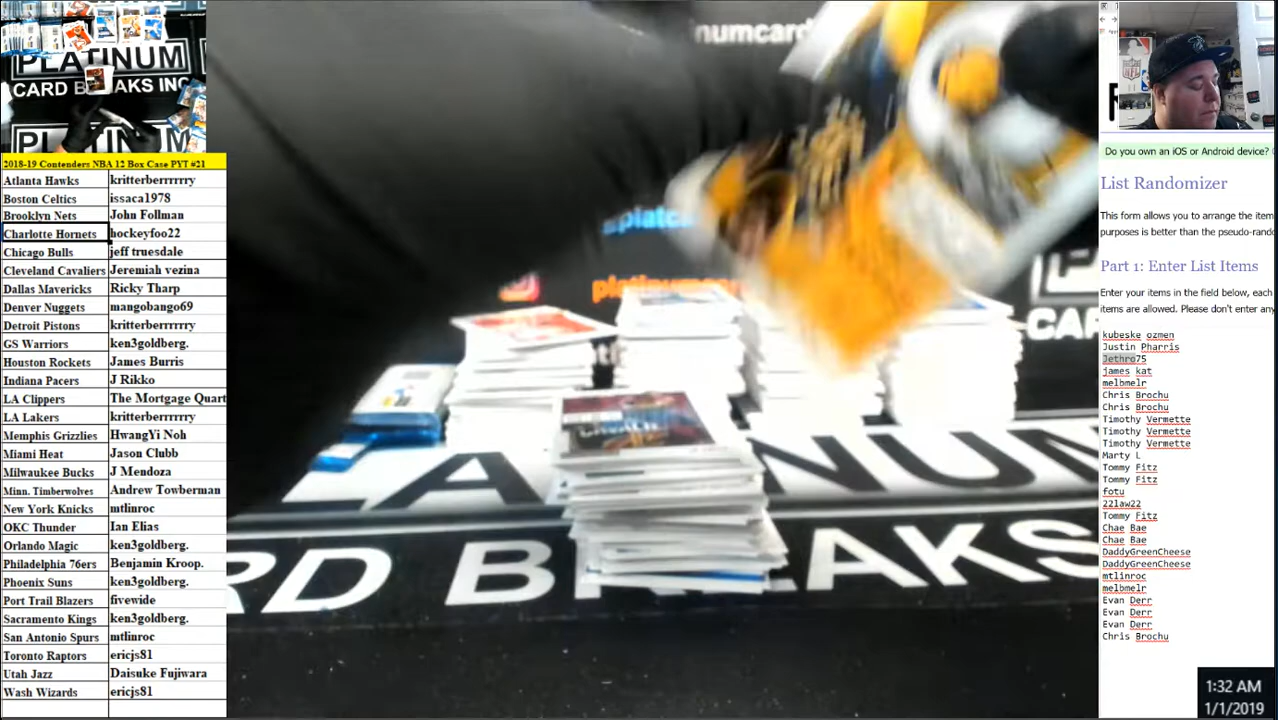 PLATINUM
CARD BREAKS INC
2018-19 Contenders NBA 12 Box Case PYT #21
Atlanta Hawks kritterberrrrrry
Boston Celtics issaca1978
Brooklyn Nets John Follman
Charlotte Hornets hockeyfoo22
Chicago Bulls jeff truesdale
Cleveland Cavaliers Jeremiah vezina
Dallas Mavericks Ricky Tharp
Denver Nuggets mangobango69
Detroit Pistons kritterberrrrrry
GS Warriors ken3goldberg.
Houston Rockets James Burris
Indiana Pacers J Rikko
LA Clippers The Mortgage Quart
LA Lakers kritterberrrrrry
Memphis Grizzlies HwangYi Noh
Miami Heat Jason Clubb
Milwaukee Bucks J Mendoza
Minn. Timberwolves Andrew Towberman
New York Knicks mtlinroc
OKC Thunder Ian Elias
Orlando Magic ken3goldberg.
Philadelphia 76ers Benjamin Kroop.
Phoenix Suns ken3goldberg.
Port Trail Blazers fivewide
Sacramento Kings ken3goldberg.
San Antonio Spurs mtlinroc
Toronto Raptors ericjs81
Utah Jazz Daisuke Fujiwara
Wash Wizards ericjs81
numcard
platinumcar
CAR
LA NUM
RD BREAKS
NFL
Do you own an iOS or Android device?
List Randomizer
This form allows you to arrange the item
purposes is better than the pseudo-rando
Part 1: Enter List Items
Enter your items in the field below, each
items are allowed. Please don't enter any
kubeske ozmen
Justin Pharris
Jethro75
james kat
melbmelr
Chris Brochu
Chris Brochu
Timothy Vermette
Timothy Vermette
Timothy Vermette
Marty L
Tommy Fitz
Tommy Fitz
fotu
22law22
Tommy Fitz
Chae Bae
Chae Bae
DaddyGreenCheese
DaddyGreenCheese
mtlinroc
melbmelr
Evan Derr
Evan Derr
Evan Derr
Chris Brochu
1:32 AM
1/1/2019